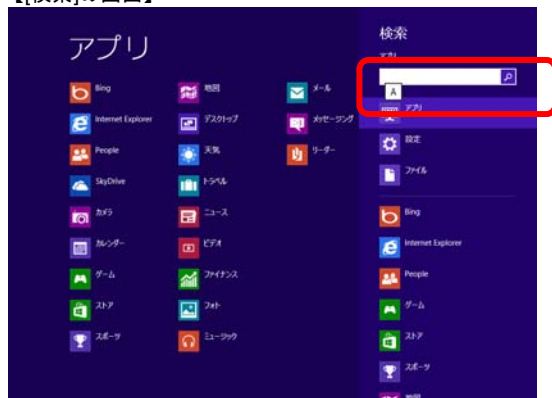 【[検索]の画面】
アプリ
Bing
Internet Explorer
People
SkyDrive
カメラ
カレンダー
ゲーム
ストア
スポーツ
地図
デスクトップ
天気
トラベル
ニュース
ビデオ
ファイナンス
フォト
ミュージック
メール
メッセージング
リーダー
検索
アプリ
A
アプリ
設定
ファイル
Bing
Internet Explorer
People
ゲーム
ストア
スポーツ